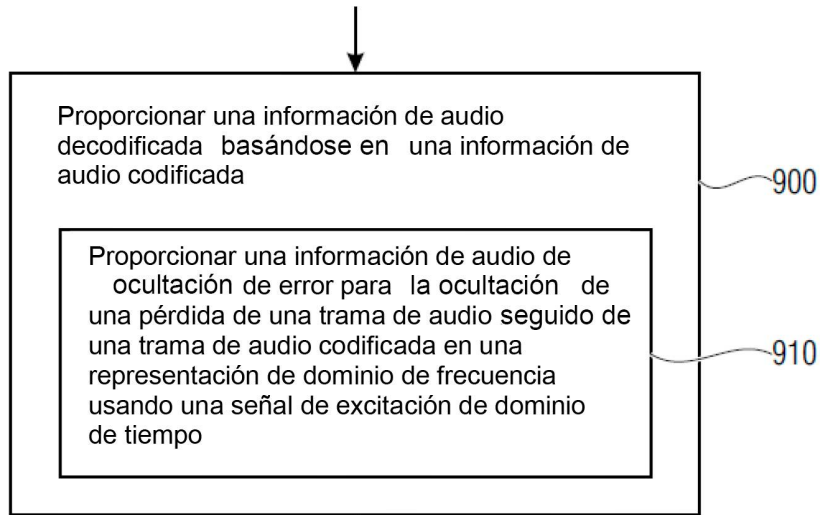 Proporcionar una información de audio
decodificada basándose en una información de
audio codificada
900
Proporcionar una información de audio de
ocultación de error para la ocultación de
una pérdida de una trama de audio seguido de
una trama de audio codificada en una
representación de dominio de frecuencia
usando una señal de excitación de dominio
de tiempo
910